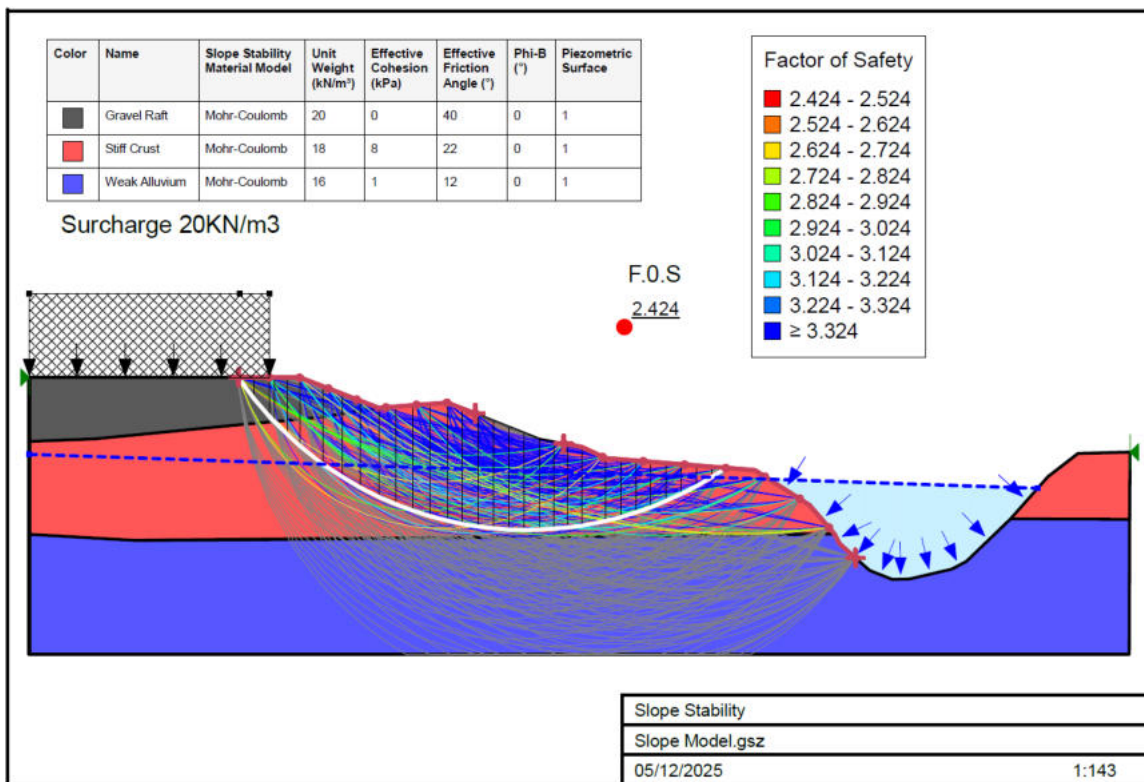 Color Name Slope Stability Material Model Unit Weight (kN/m³) Effective Cohesion (kPa) Effective Friction Angle (°) Phi-B (°) Piezometric Surface
Gravel Raft Mohr-Coulomb 20 0 40 0 1
Stiff Crust Mohr-Coulomb 18 8 22 0 1
Weak Alluvium Mohr-Coulomb 16 1 12 0 1
Surcharge 20KN/m3
Factor of Safety
2.424 - 2.524
2.524 - 2.624
2.624 - 2.724
2.724 - 2.824
2.824 - 2.924
2.924 - 3.024
3.024 - 3.124
3.124 - 3.224
3.224 - 3.324
≥ 3.324
F.0.S
2.424
Slope Stability
Slope Model.gsz
05/12/2025 1:143